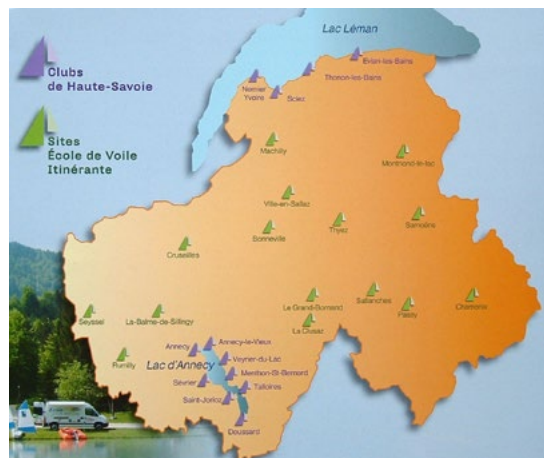 Lac Léman
Clubs
de Haute-Savoie
Sites
École de Voile
Itinérante
Evian-les-Bains
Thonon-les-Bains
Nernier
Yvoire
Sciez
Machilly
Montriond-le-lac
Ville-en-Sallaz
Bonneville
Thyez
Samoëns
Cruseilles
Seyssel
La-Balme-de-Sillingy
Le Grand-Bornand
La Clusaz
Sallanches
Passy
Chamonix
Rumilly
Annecy
Annecy-le-Vieux
Lac d'Annecy
Veyrier-du-Lac
Menthon-St-Bernard
Sévrier
Talloires
Saint-Jorioz
Doussard